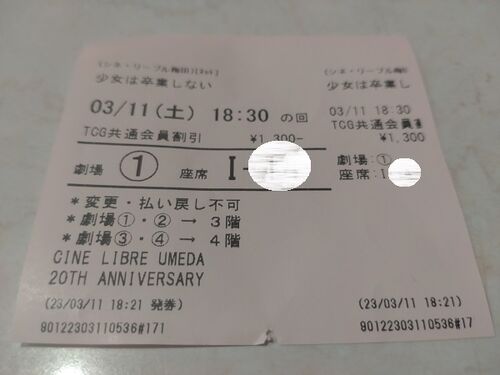 (シネ・リーブル梅田)[ﾈｯﾄ]
少女は卒業しない
03/11(土) 18:30 の回
TCG共通会員割引 ¥1,300-
劇場 ① 座席 I-
*変更・払い戻し不可
*劇場①・②→ 3階
*劇場③・④→ 4階
CINE LIBRE UMEDA
20TH ANNIVERSARY
(23/03/11 18:21 発券)
90122303110536#171
(シネ・リーブル梅田
少女は卒業し
03/11 18:30
TCG共通会員割
¥1,300
劇場:①
座席:I
(23/03/11 18:21)
90122303110536#17